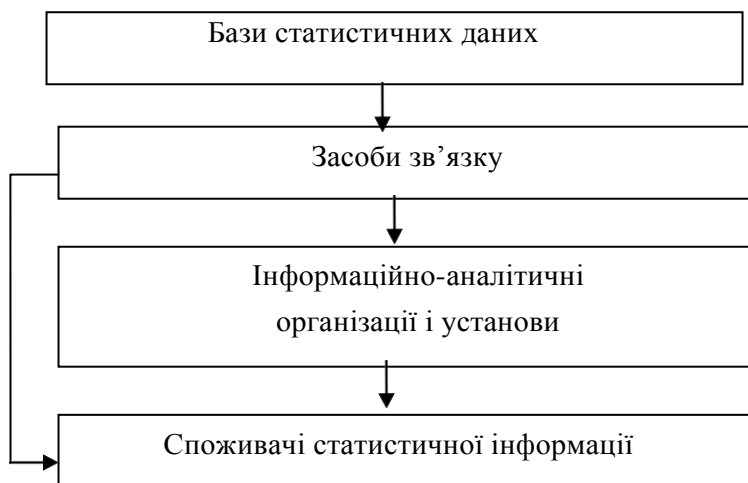 Бази статистичних даних
Засоби зв’язку
Інформаційно-аналітичні
організації і установи
Споживачі статистичної інформації